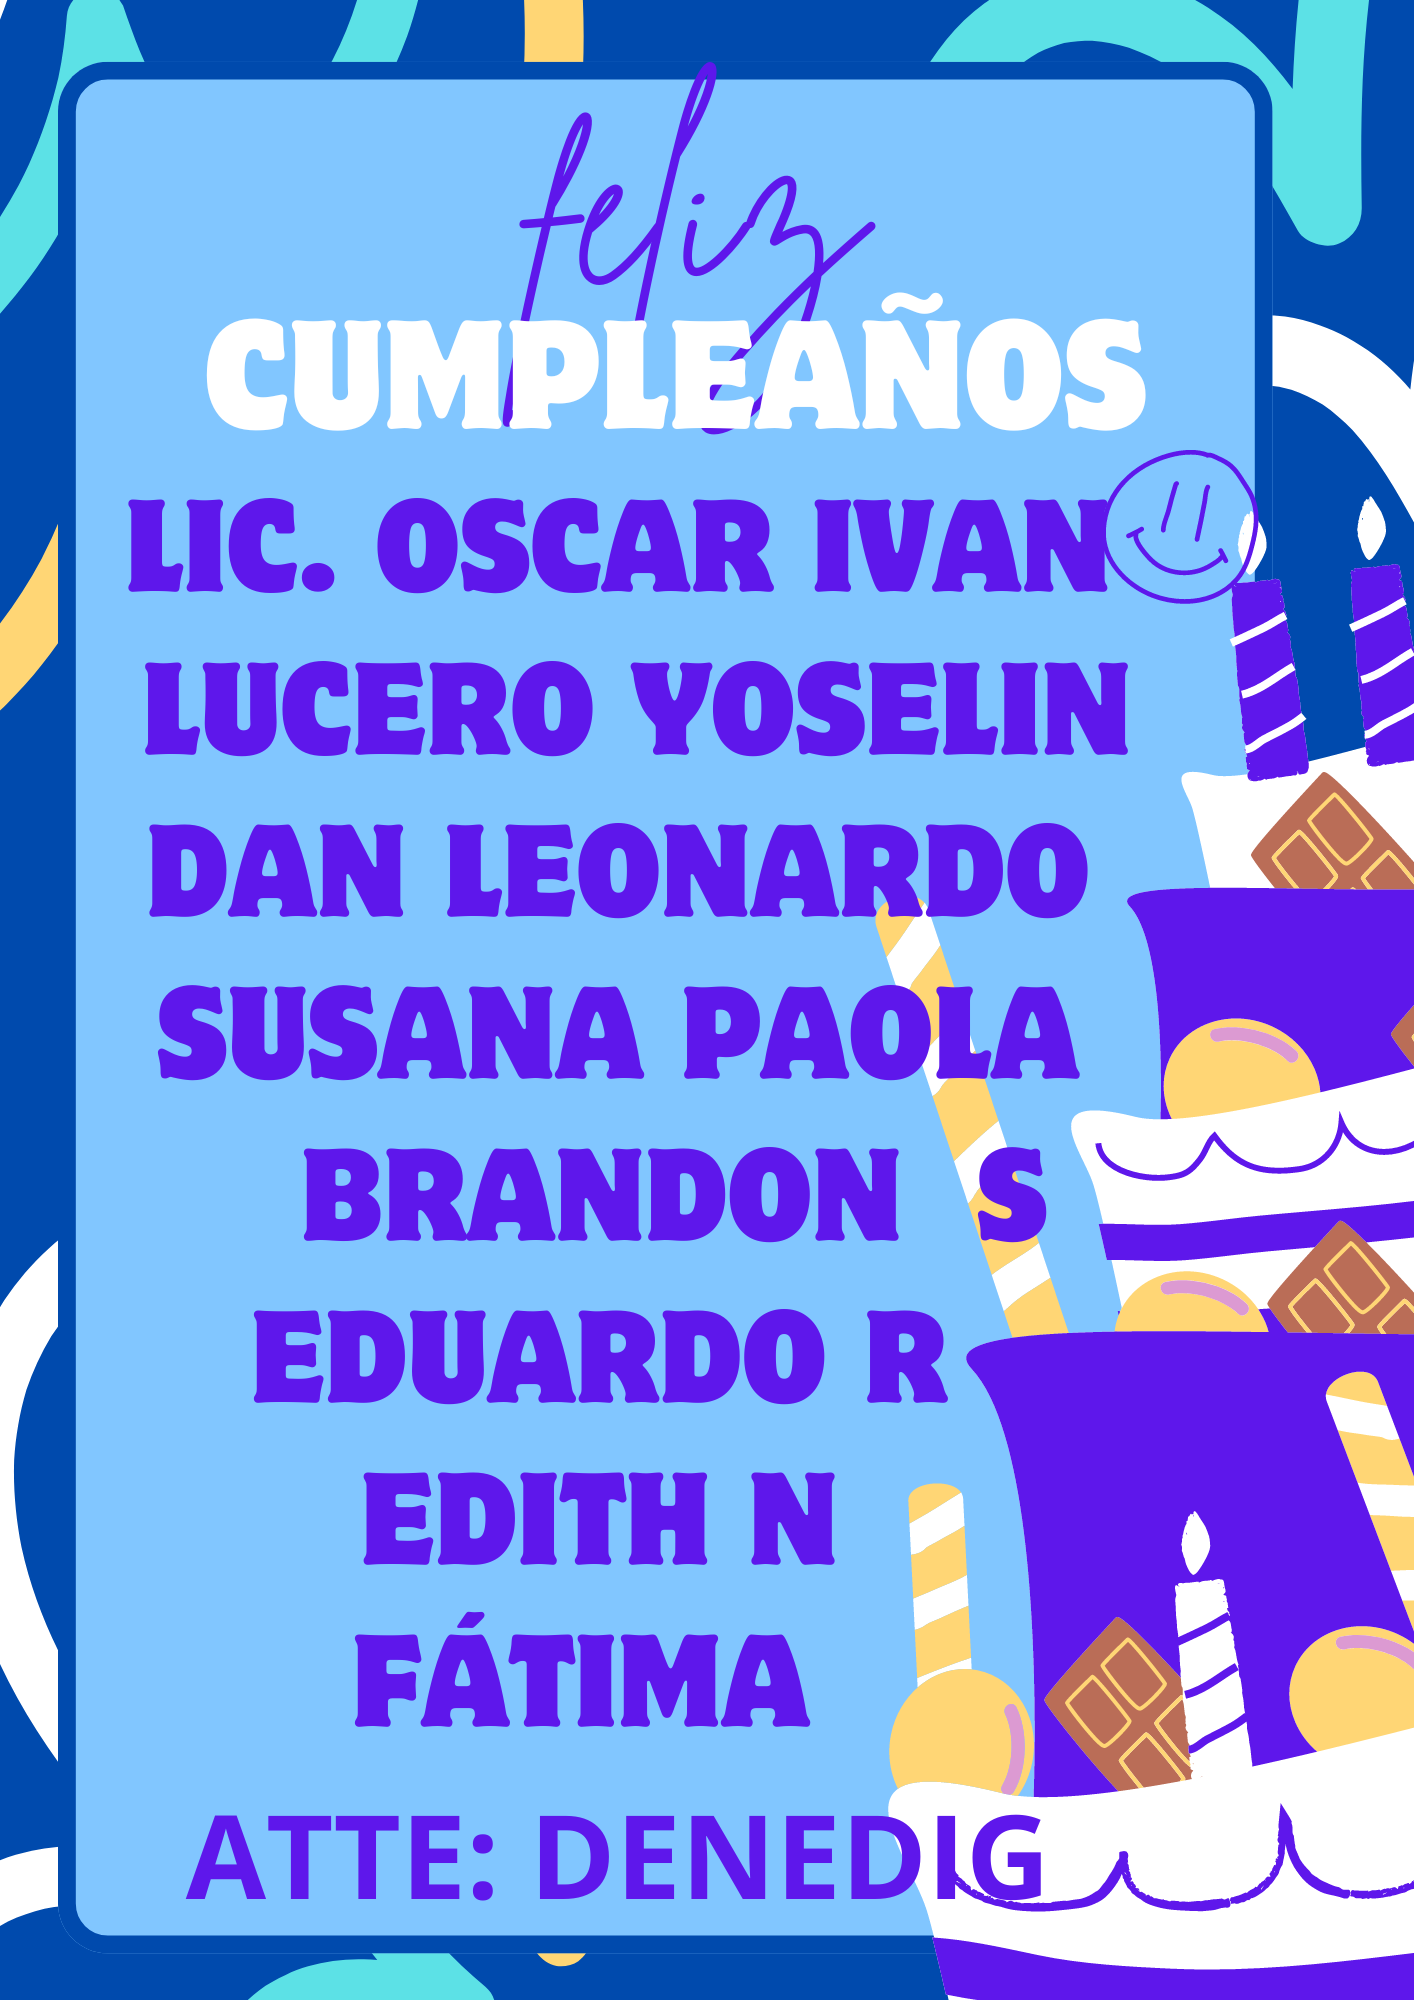 feliz
CUMPLEAÑOS
LIC. OSCAR IVAN
LUCERO YOSELIN
DAN LEONARDO
SUSANA PAOLA
BRANDON S
EDUARDO R
EDITH N
FÁTIMA
ATTE: DENEDIG